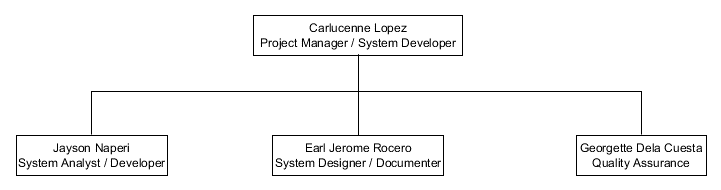 Carlucenne Lopez
Project Manager / System Developer
Jayson Naperi
System Analyst / Developer
Earl Jerome Rocero
System Designer / Documenter
Georgette Dela Cuesta
Quality Assurance